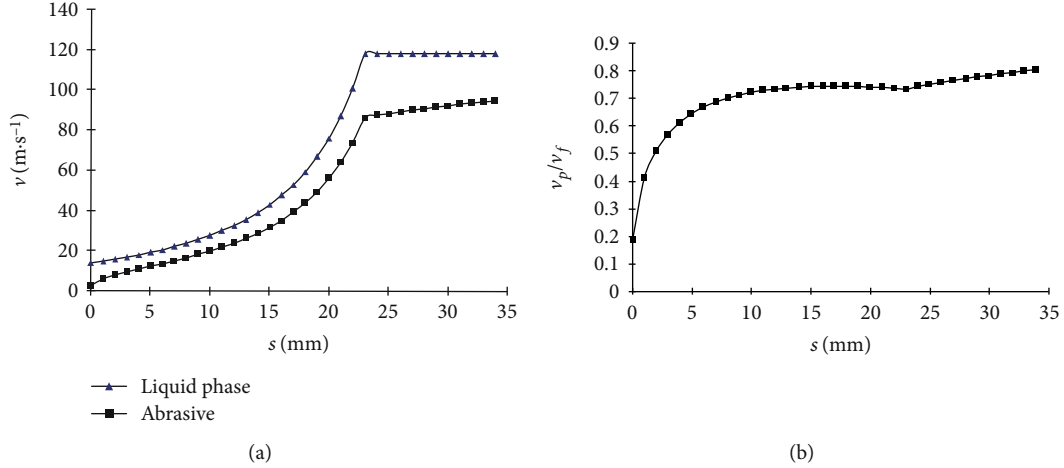 140
120
100
80
60
40
20
0
v (m·s⁻¹)
0 5 10 15 20 25 30 35
s (mm)
Liquid phase
Abrasive
(a)
0.9
0.8
0.7
0.6
0.5
0.4
0.3
0.2
0.1
0
v_p/v_f
0 5 10 15 20 25 30 35
s (mm)
(b)